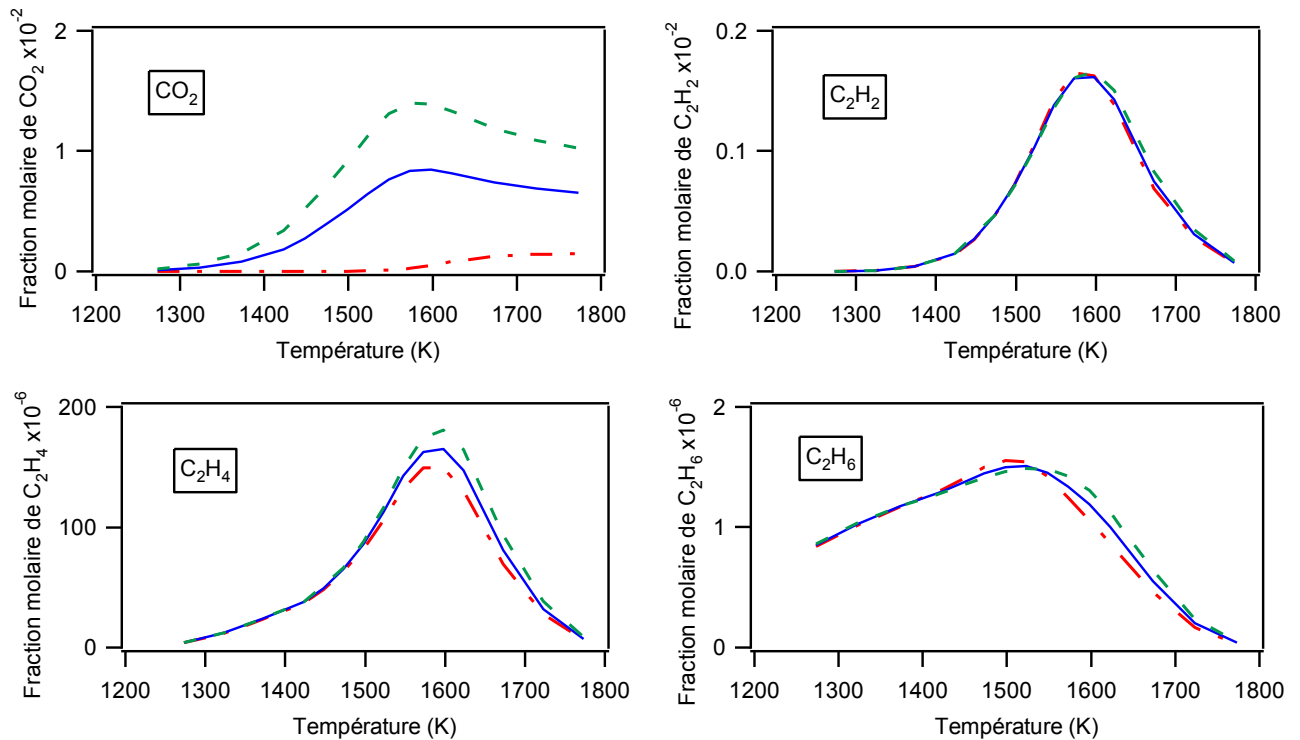 Fraction molaire de CO2 x10-2
2
1
0
CO2
1200 1300 1400 1500 1600 1700 1800
Température (K)
Fraction molaire de C2H2 x10-2
0.2
0.1
0.0
C2H2
1200 1300 1400 1500 1600 1700 1800
Température (K)
Fraction molaire de C2H4 x10-6
200
100
0
C2H4
1200 1300 1400 1500 1600 1700 1800
Température (K)
Fraction molaire de C2H6 x10-6
2
1
0
C2H6
1200 1300 1400 1500 1600 1700 1800
Température (K)